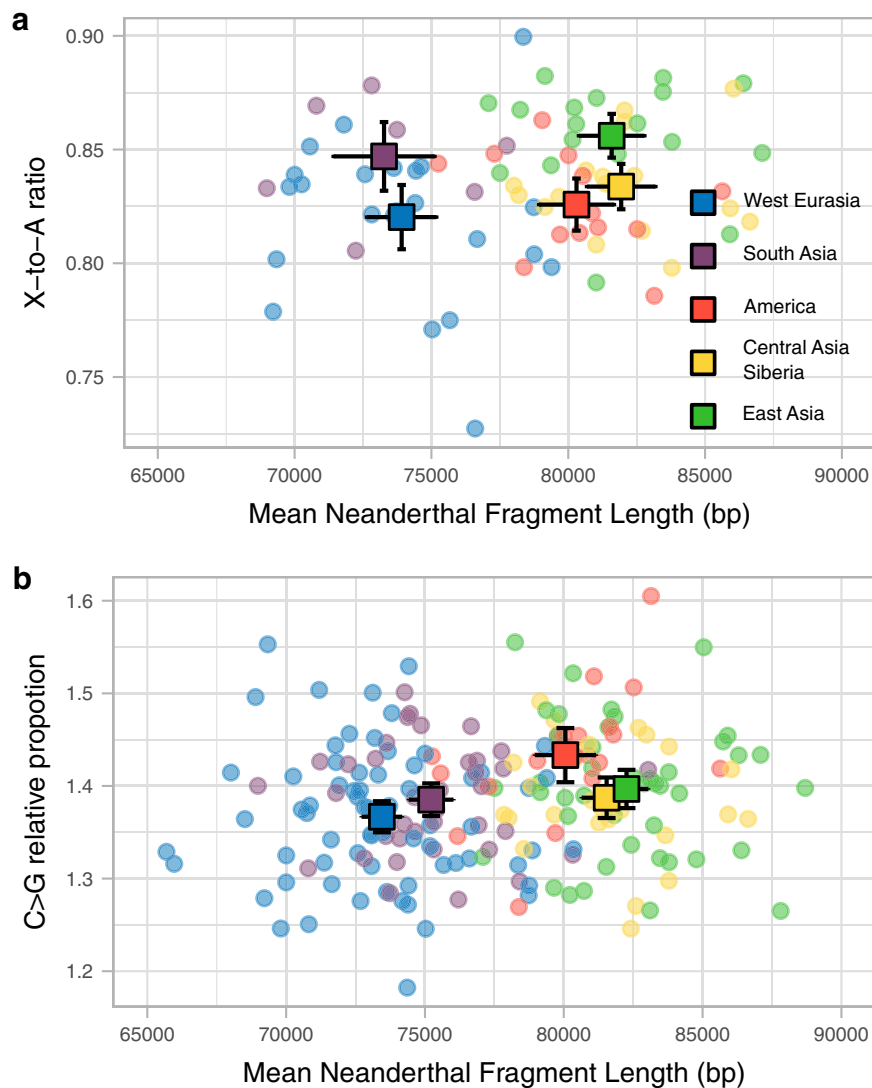 a
X-to-A ratio
0.90
0.85
0.80
0.75
West Eurasia
South Asia
America
Central Asia
Siberia
East Asia
65000 70000 75000 80000 85000 90000
Mean Neanderthal Fragment Length (bp)
b
C>G relative propotion
1.6
1.5
1.4
1.3
1.2
65000 70000 75000 80000 85000 90000
Mean Neanderthal Fragment Length (bp)